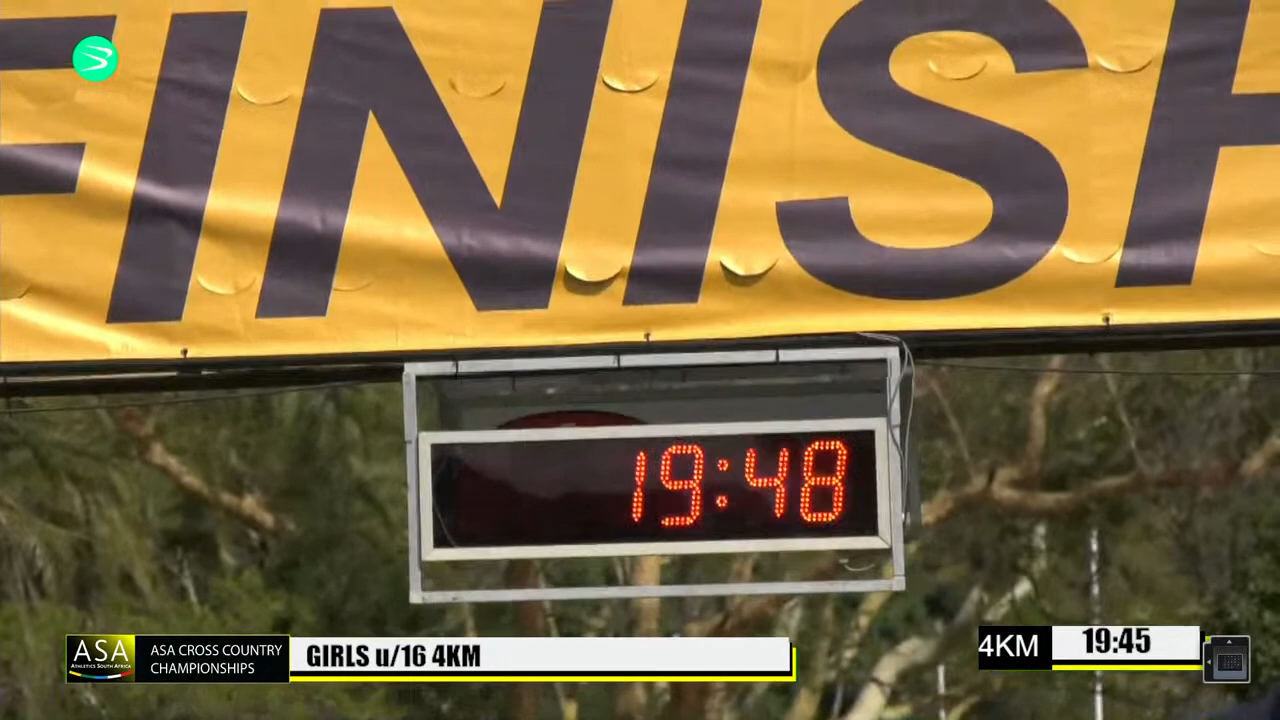 FINISH
19:48
ASA
ATHLETICS SOUTH AFRICA
ASA CROSS COUNTRY
CHAMPIONSHIPS
GIRLS u/16 4KM
4KM
19:45